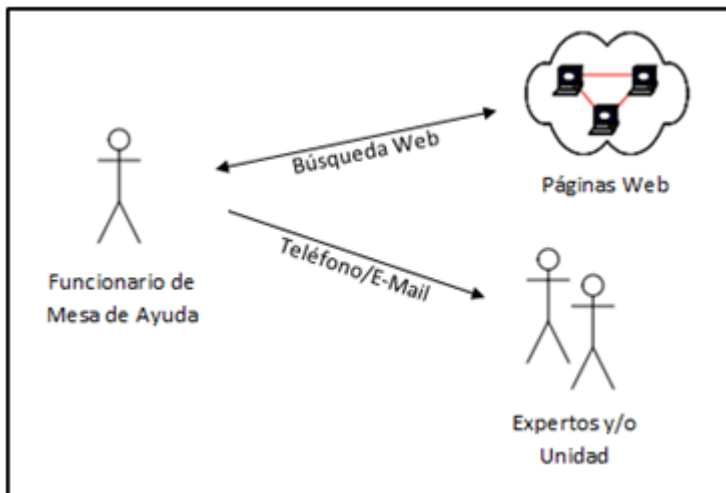 Búsqueda Web
Páginas Web
Teléfono/E-Mail
Funcionario de
Mesa de Ayuda
Expertos y/o
Unidad